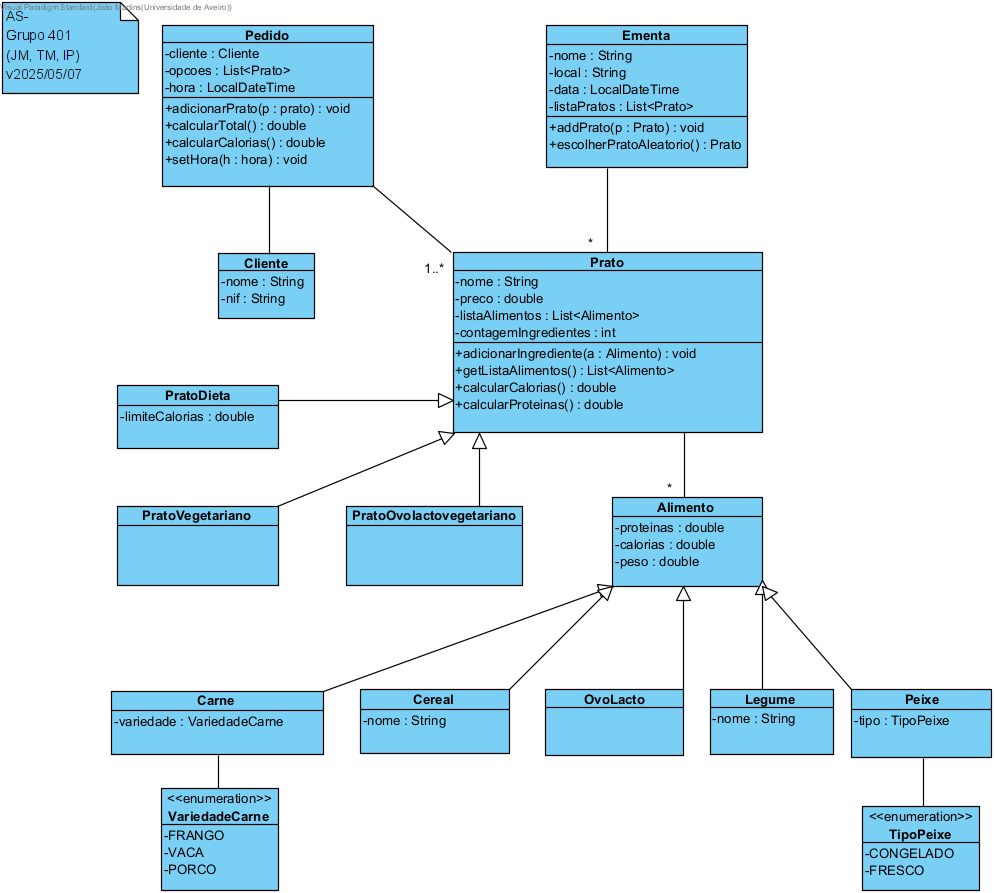 Visual Paradigm Standard(João Martins(Universidade de Aveiro))
AS-
Grupo 401
(JM, TM, IP)
v2025/05/07
Pedido
-cliente : Cliente
-opcoes : List<Prato>
-hora : LocalDateTime
+adicionarPrato(p : prato) : void
+calcularTotal() : double
+calcularCalorias() : double
+setHora(h : hora) : void
Ementa
-nome : String
-local : String
-data : LocalDateTime
-listaPratos : List<Prato>
+addPrato(p : Prato) : void
+escolherPratoAleatorio() : Prato
Cliente
-nome : String
-nif : String
1..*
*
Prato
-nome : String
-preco : double
-listaAlimentos : List<Alimento>
-contagemIngredientes : int
+adicionarIngrediente(a : Alimento) : void
+getListaAlimentos() : List<Alimento>
+calcularCalorias() : double
+calcularProteinas() : double
PratoDieta
-limiteCalorias : double
PratoVegetariano
PratoOvolactovegetariano
*
Alimento
-proteinas : double
-calorias : double
-peso : double
Carne
-variedade : VariedadeCarne
Cereal
-nome : String
OvoLacto
Legume
-nome : String
Peixe
-tipo : TipoPeixe
<<enumeration>>
VariedadeCarne
-FRANGO
-VACA
-PORCO
<<enumeration>>
TipoPeixe
-CONGELADO
-FRESCO